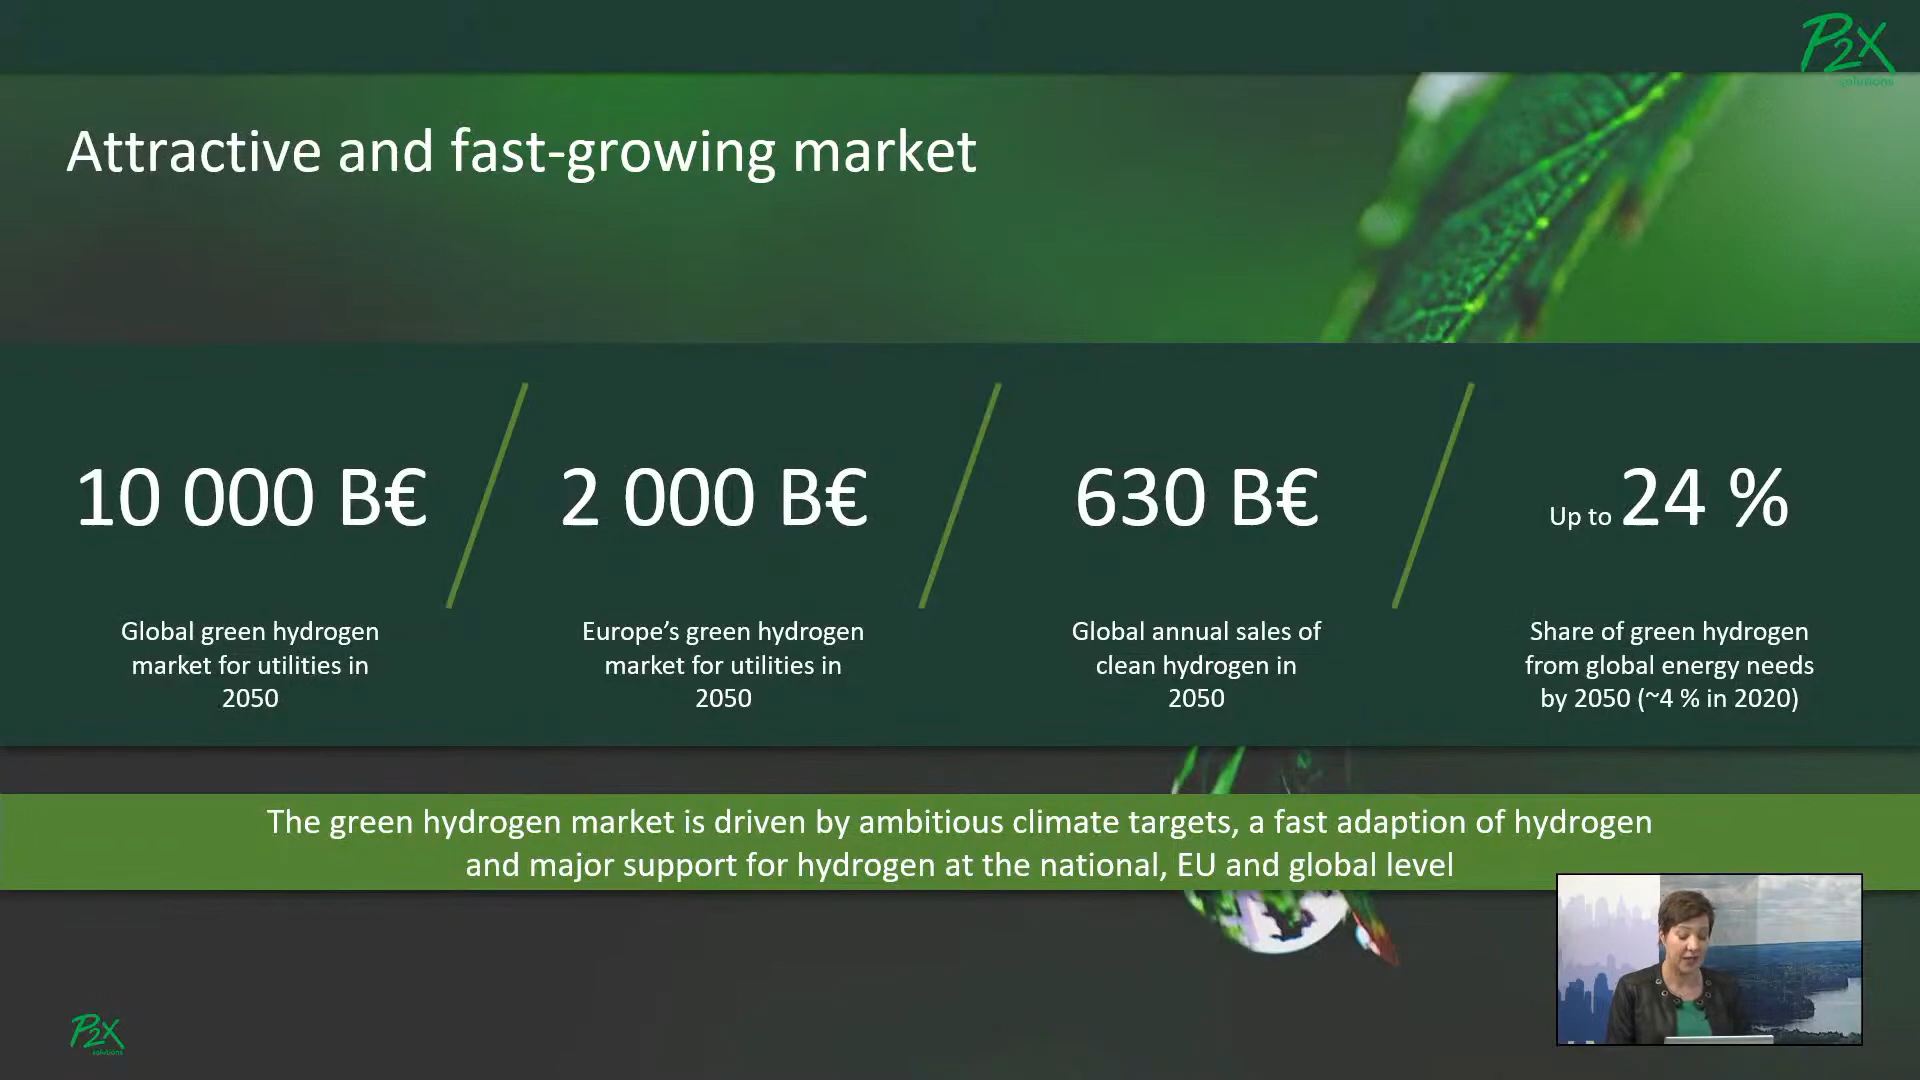 P2X
solutions
Attractive and fast-growing market
10 000 B€
Global green hydrogen
market for utilities in
2050
2 000 B€
Europe's green hydrogen
market for utilities in
2050
630 B€
Global annual sales of
clean hydrogen in
2050
Up to 24 %
Share of green hydrogen
from global energy needs
by 2050 (~4 % in 2020)
The green hydrogen market is driven by ambitious climate targets, a fast adaption of hydrogen
and major support for hydrogen at the national, EU and global level
P2X
solutions